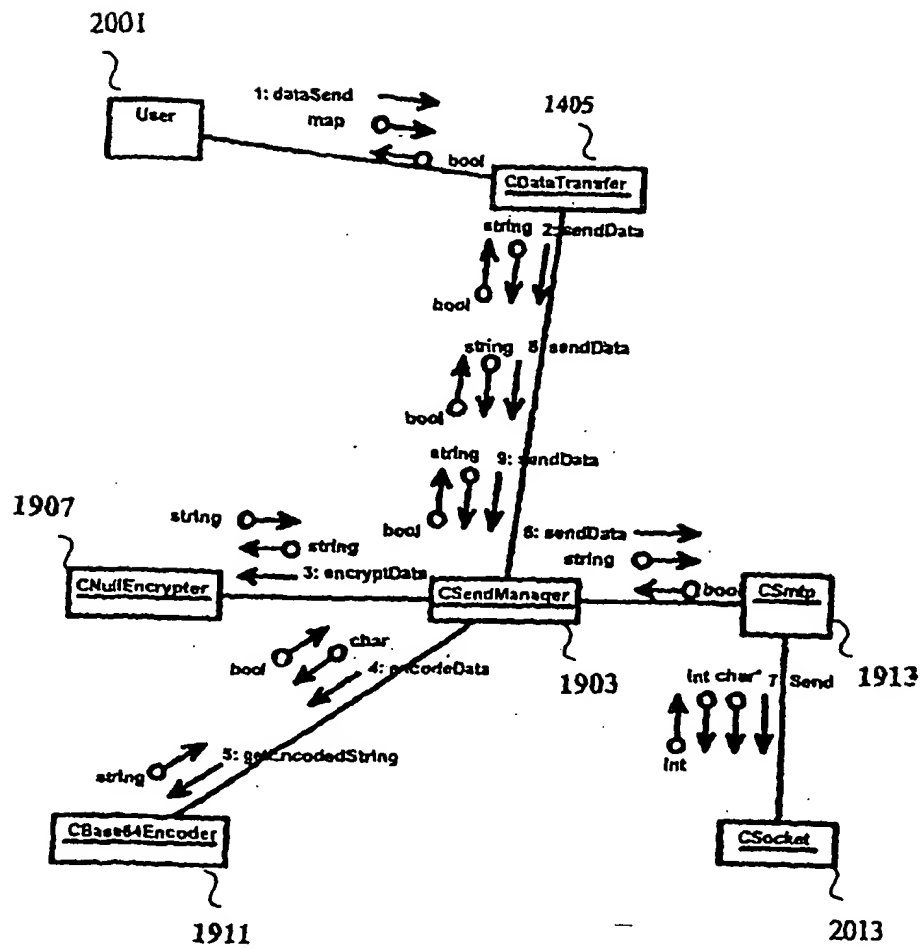 2001
User
1: dataSend
map
bool
1405
CDataTransfer
string 2: sendData
bool
string 8: sendData
bool
string 9: sendData
bool
1907
string
string
3: encryptData
CNullEncrypter
6: sendData
string
bool
CSendManager
1903
CSmtp
1913
char
bool
4: encodeData
Int char* 7: Send
Int
5: getEncodedString
string
CBase64Encoder
1911
CSocket
2013